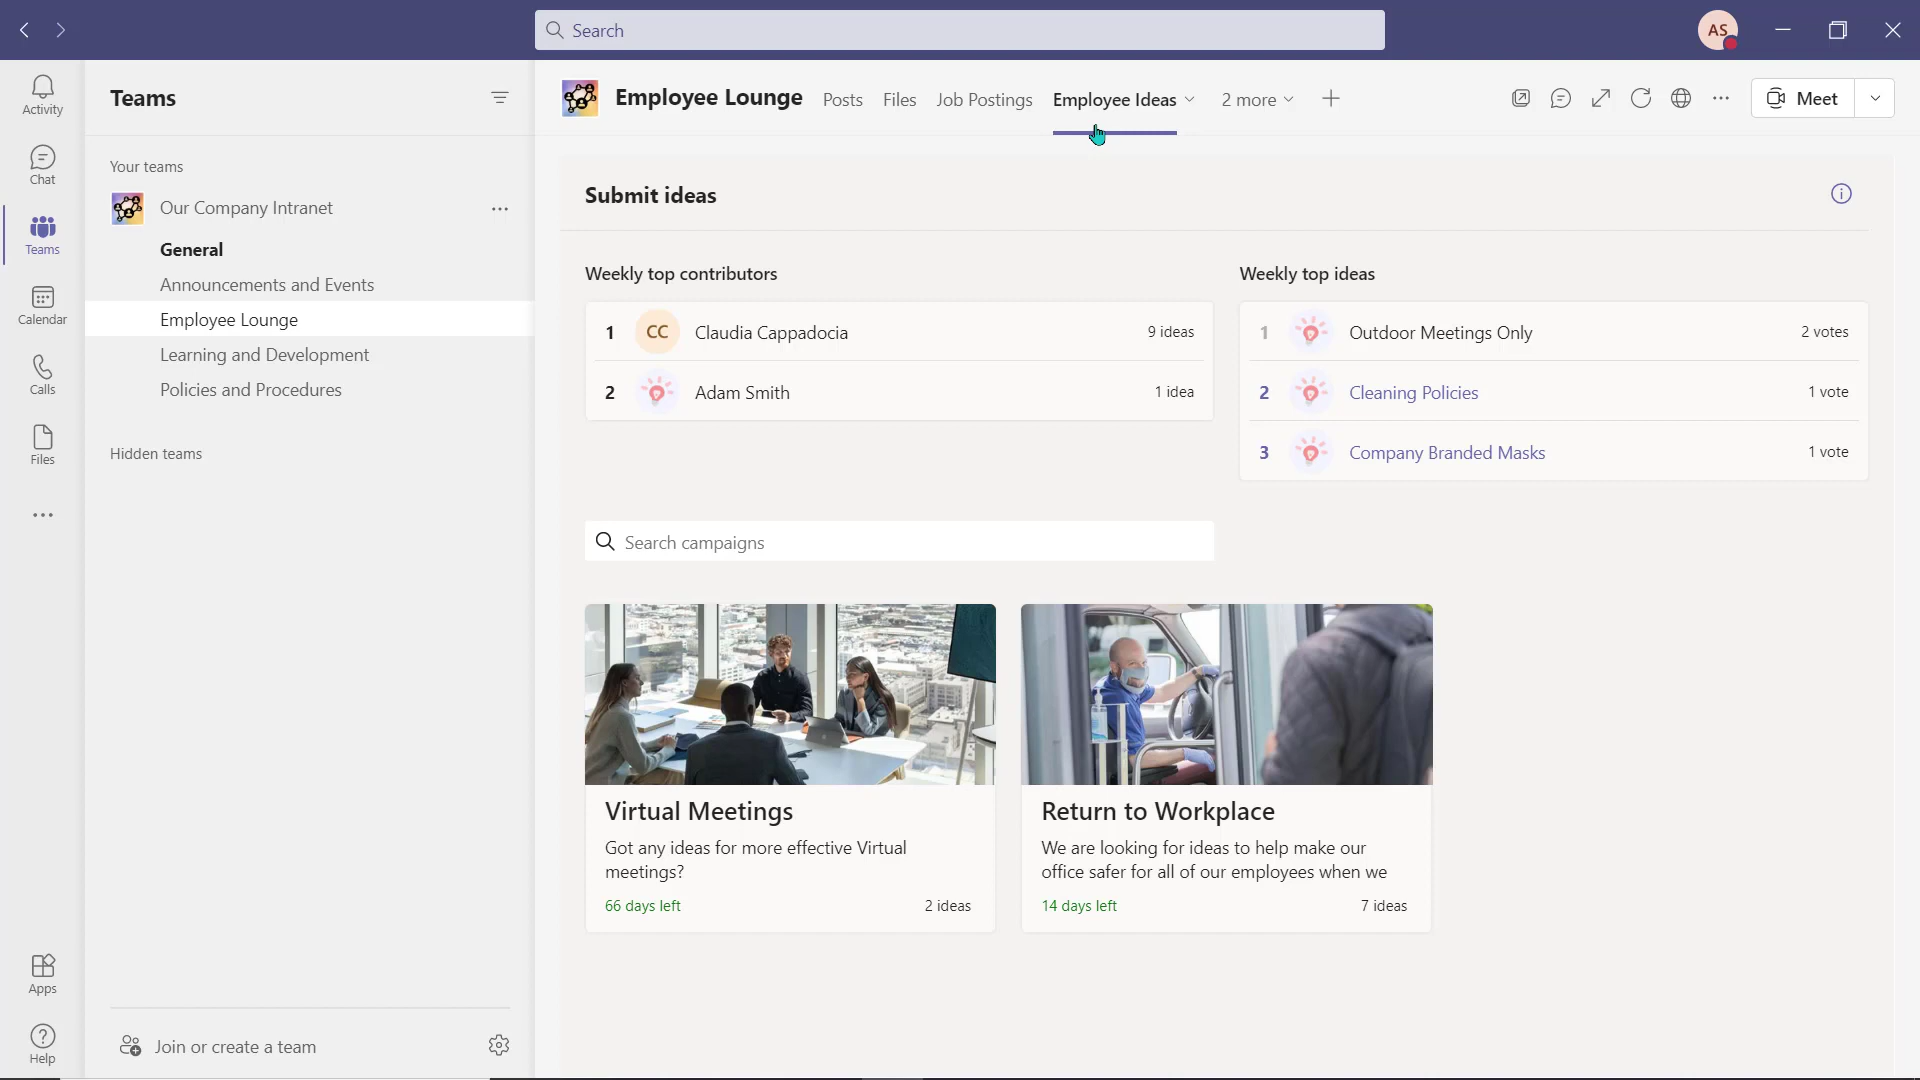 Search
AS
Activity
Chat
Teams
Calendar
Calls
Files
Apps
Help
Teams
Your teams
Our Company Intranet
General
Announcements and Events
Employee Lounge
Learning and Development
Policies and Procedures
Hidden teams
Join or create a team
Employee Lounge Posts Files Job Postings Employee Ideas 2 more
Meet
Submit ideas
Weekly top contributors
1 CC Claudia Cappadocia 9 ideas
2 Adam Smith 1 idea
Weekly top ideas
1 Outdoor Meetings Only 2 votes
2 Cleaning Policies 1 vote
3 Company Branded Masks 1 vote
Search campaigns
Virtual Meetings
Got any ideas for more effective Virtual
meetings?
66 days left 2 ideas
Return to Workplace
We are looking for ideas to help make our
office safer for all of our employees when we
14 days left 7 ideas